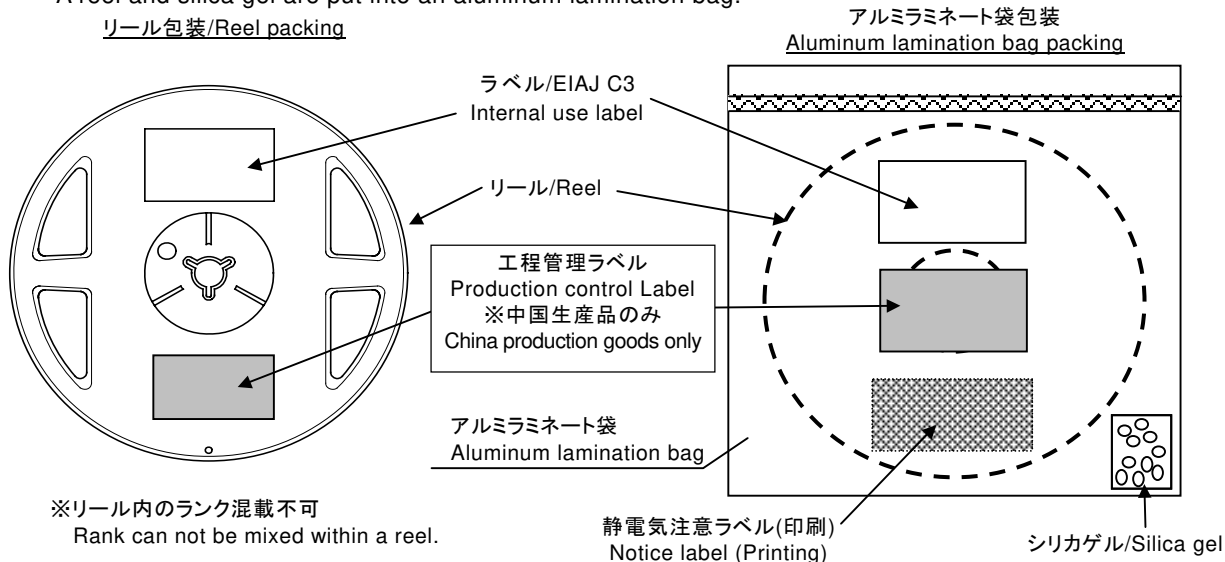 A reel and silica gel are put into an aluminum lamination bag.
リール包装/Reel packing
アルミラミネート袋包装
Aluminum lamination bag packing
ラベル/EIAJ C3
Internal use label
リール/Reel
工程管理ラベル
Production control Label
※中国生産品のみ
China production goods only
アルミラミネート袋
Aluminum lamination bag
※リール内のランク混載不可
Rank can not be mixed within a reel.
静電気注意ラベル(印刷)
Notice label (Printing)
シリカゲル/Silica gel